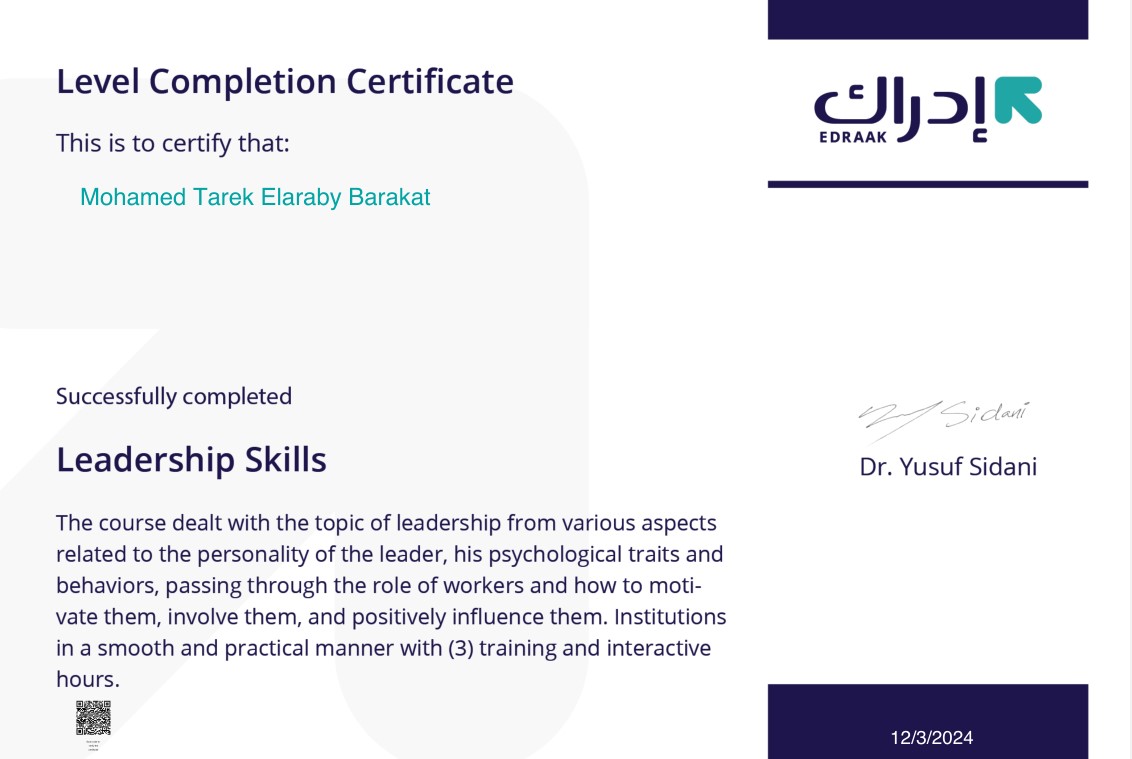 Level Completion Certificate
This is to certify that:
Mohamed Tarek Elaraby Barakat
Successfully completed
Leadership Skills
The course dealt with the topic of leadership from various aspects
related to the personality of the leader, his psychological traits and
behaviors, passing through the role of workers and how to moti-
vate them, involve them, and positively influence them. Institutions
in a smooth and practical manner with (3) training and interactive
hours.
إدراك
EDRAAK
Sidani
Dr. Yusuf Sidani
12/3/2024